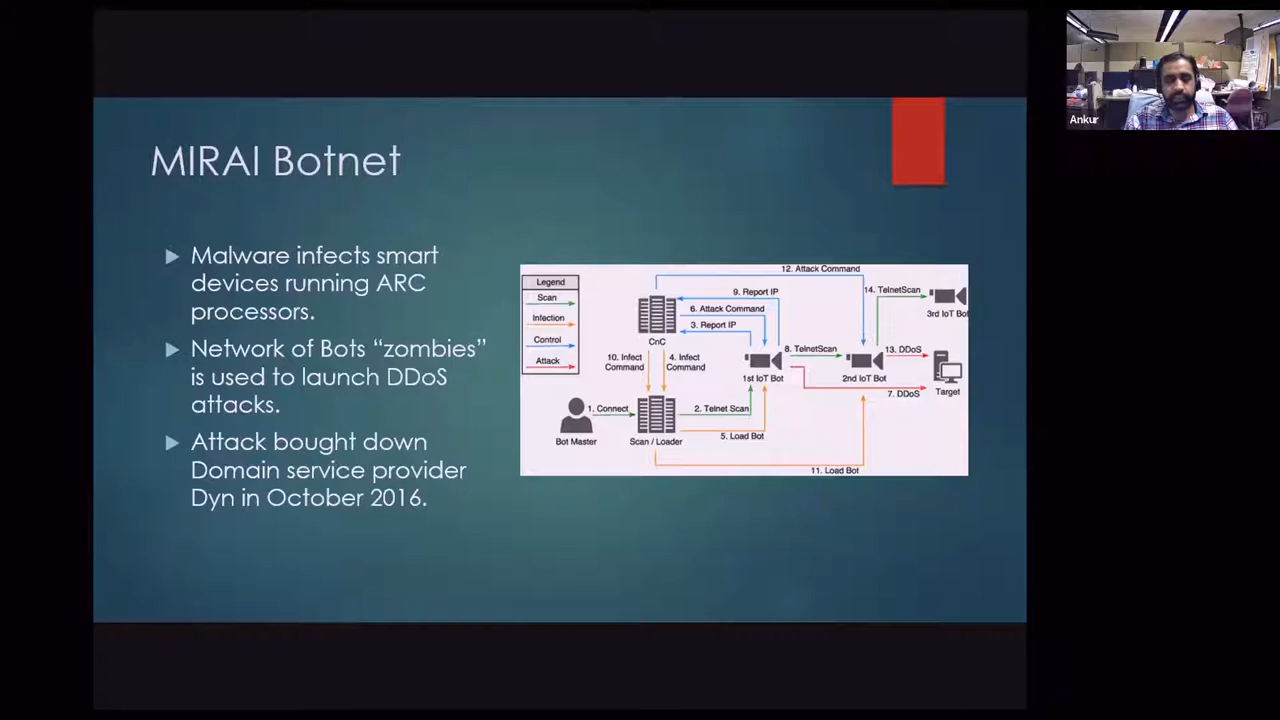 Ankur
MIRAI Botnet
Malware infects smart
devices running ARC
processors.
Network of Bots “zombies”
is used to launch DDoS
attacks.
Attack bought down
Domain service provider
Dyn in October 2016.
Legend
Scan
Infection
Control
Attack
12. Attack Command
9. Report IP
6. Attack Command
3. Report IP
CnC
10. Infect
Command
4. Infect
Command
1. Connect
Bot Master
Scan / Loader
2. Telnet Scan
5. Load Bot
11. Load Bot
1st IoT Bot
8. TelnetScan
2nd IoT Bot
14. TelnetScan
3rd IoT Bot
13. DDoS
7. DDoS
Target